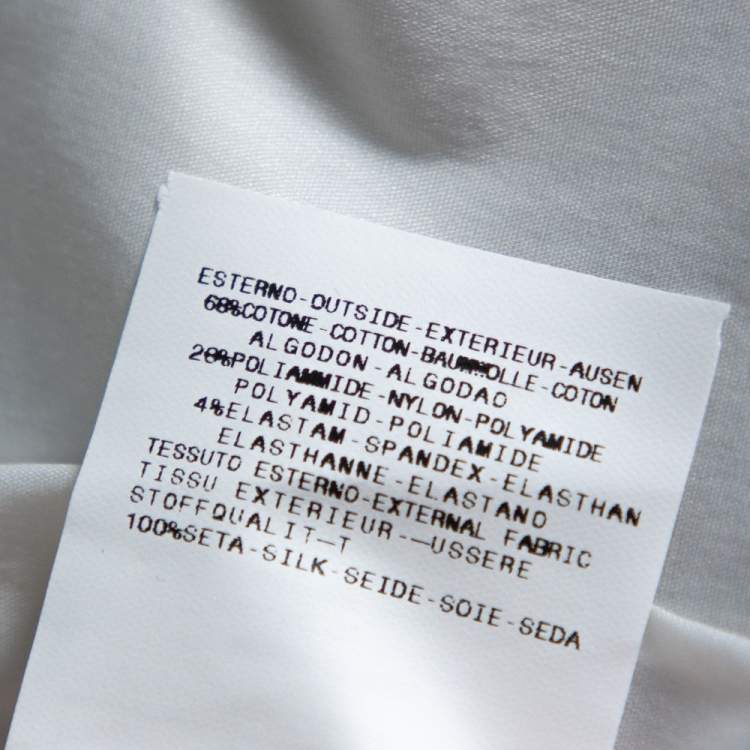 ESTERNO-OUTSIDE-EXTERIEUR-AUSEN
68%COTONE-COTTON-BAUMWOLLE-COTON
ALGODON-ALGODAO
28%POLIAMMIDE-NYLON-POLYAMIDE
POLYAMID-POLIAMIDE
4%ELASTAM-SPANDEX-ELASTHAN
ELASTHANNE-ELASTANO
TESSUTO ESTERNO-EXTERNAL FABRIC
TISSU EXTERIEUR-—USSERE
STOFFQUALIT—T
100%SETA-SILK-SEIDE-SOIE-SEDA